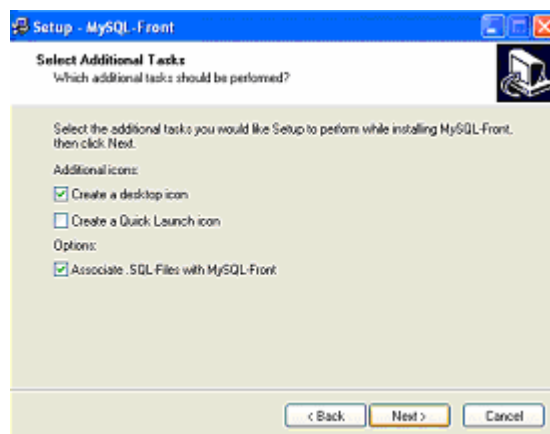 Setup - MySQL-Front
Select Additional Tasks
Which additional tasks should be performed?
Select the additional tasks you would like Setup to perform while installing MySQL-Front,
then click Next.
Additional icons:
Create a desktop icon
Create a Quick Launch icon
Options:
Associate .SQL-Files with MySQL-Front
< Back Next > Cancel